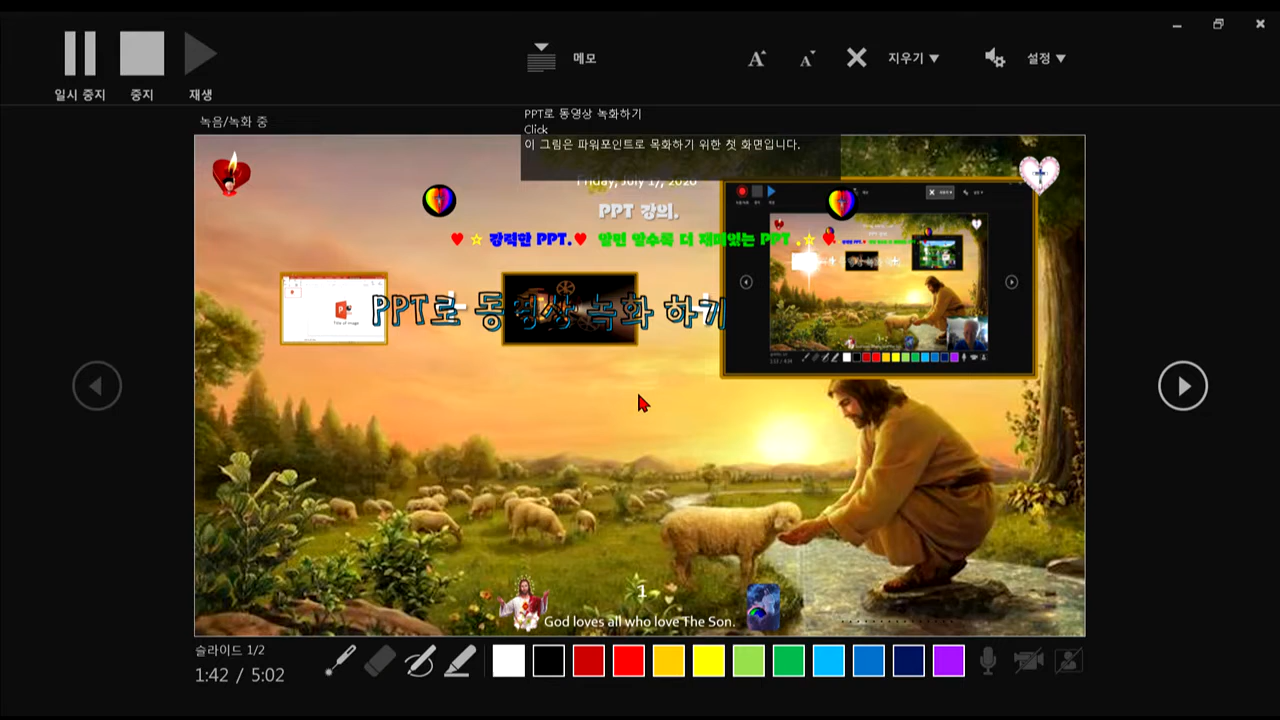 일시 중지
중지
재생
메모
A
A
지우기
설정
녹음/녹화 중
PPT로 동영상 녹화하기
Click
이 그림은 파워포인트로 목화하기 위한 첫 화면입니다.
Friday, July 17, 2020
PPT 강의.
강력한 PPT. 알면 알수록 더 재미있는 PPT .
PPT로 동영상 녹화 하기
Title of image
1
God loves all who love The Son.
슬라이드 1/2
1:42 / 5:02